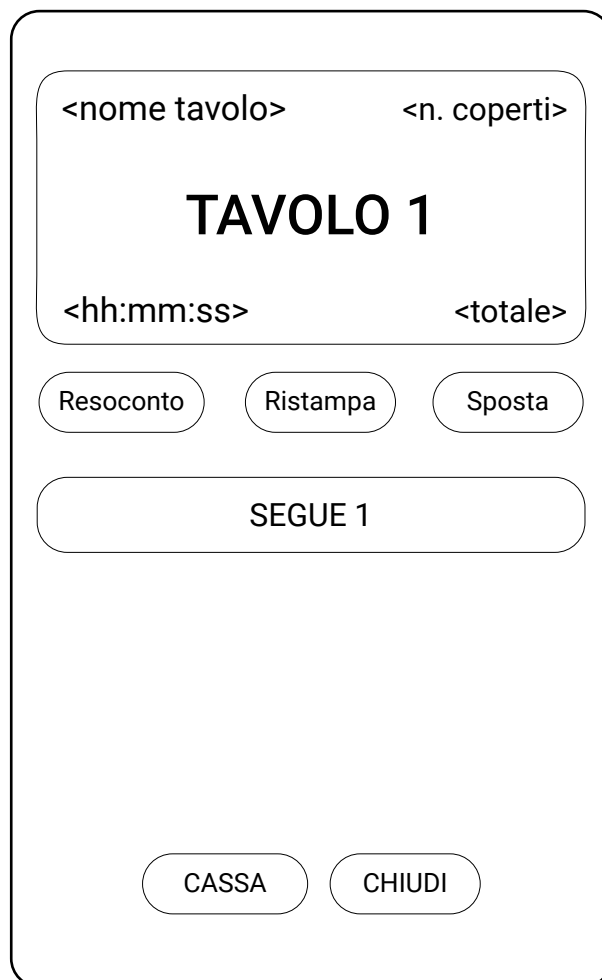 <nome tavolo> <n. coperti>
TAVOLO 1
<hh:mm:ss> <totale>
Resoconto Ristampa Sposta
SEGUE 1
CASSA CHIUDI